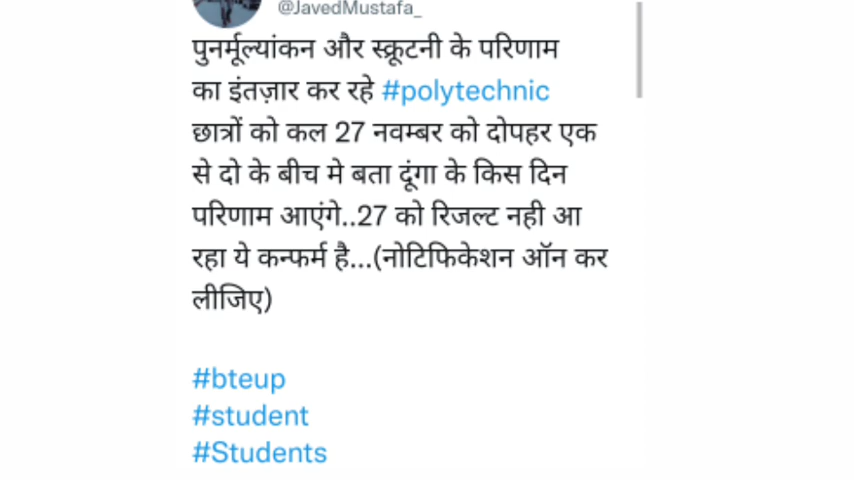 @JavedMustafa_
पुनर्मूल्यांकन और स्क्रूटनी के परिणाम
का इंतज़ार कर रहे #polytechnic
छात्रों को कल 27 नवम्बर को दोपहर एक
से दो के बीच मे बता दूंगा के किस दिन
परिणाम आएंगे..27 को रिजल्ट नही आ
रहा ये कन्फर्म है...(नोटिफिकेशन ऑन कर
लीजिए)
#bteup
#student
#Students